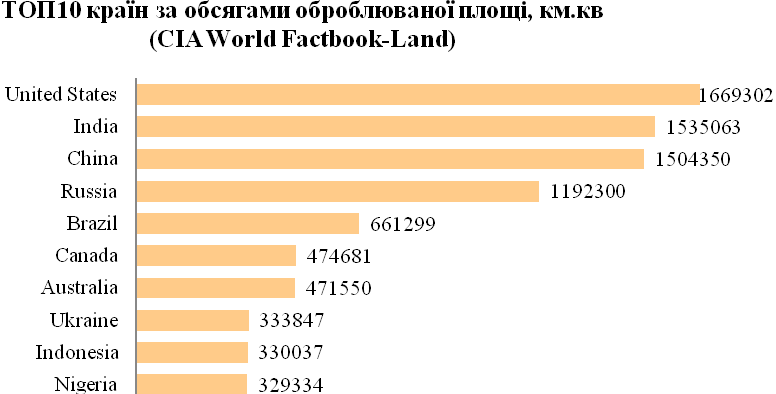 ТОП10 країн за обсягами оброблюваної площі, км.кв
(CIA World Factbook-Land)
United States 1669302
India 1535063
China 1504350
Russia 1192300
Brazil 661299
Canada 474681
Australia 471550
Ukraine 333847
Indonesia 330037
Nigeria 329334